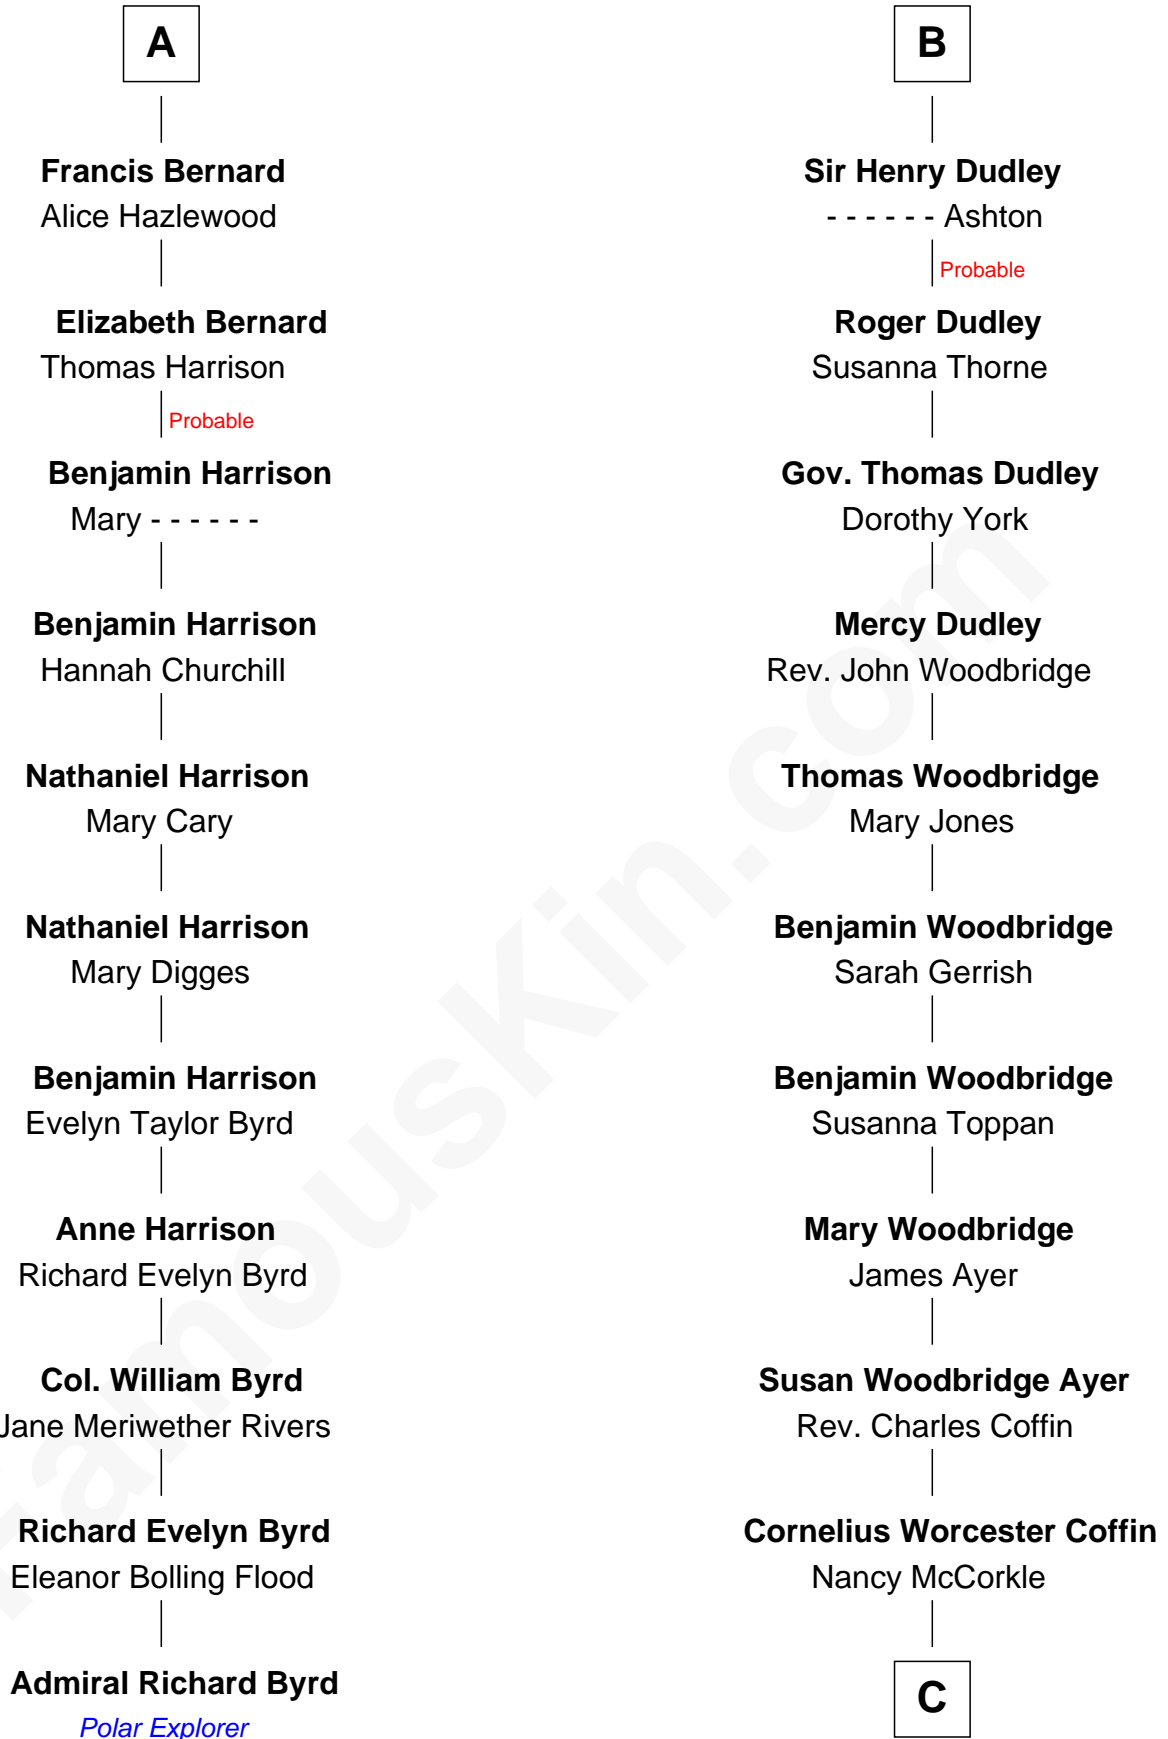 A
Francis Bernard
Alice Hazlewood
Elizabeth Bernard
Thomas Harrison
Probable
Benjamin Harrison
Mary - - - - - -
Benjamin Harrison
Hannah Churchill
Nathaniel Harrison
Mary Cary
Nathaniel Harrison
Mary Digges
Benjamin Harrison
Evelyn Taylor Byrd
Anne Harrison
Richard Evelyn Byrd
Col. William Byrd
Jane Meriwether Rivers
Richard Evelyn Byrd
Eleanor Bolling Flood
Admiral Richard Byrd
Polar Explorer
B
Sir Henry Dudley
- - - - - - Ashton
Probable
Roger Dudley
Susanna Thorne
Gov. Thomas Dudley
Dorothy York
Mercy Dudley
Rev. John Woodbridge
Thomas Woodbridge
Mary Jones
Benjamin Woodbridge
Sarah Gerrish
Benjamin Woodbridge
Susanna Toppan
Mary Woodbridge
James Ayer
Susan Woodbridge Ayer
Rev. Charles Coffin
Cornelius Worcester Coffin
Nancy McCorkle
C
FamousKin.com